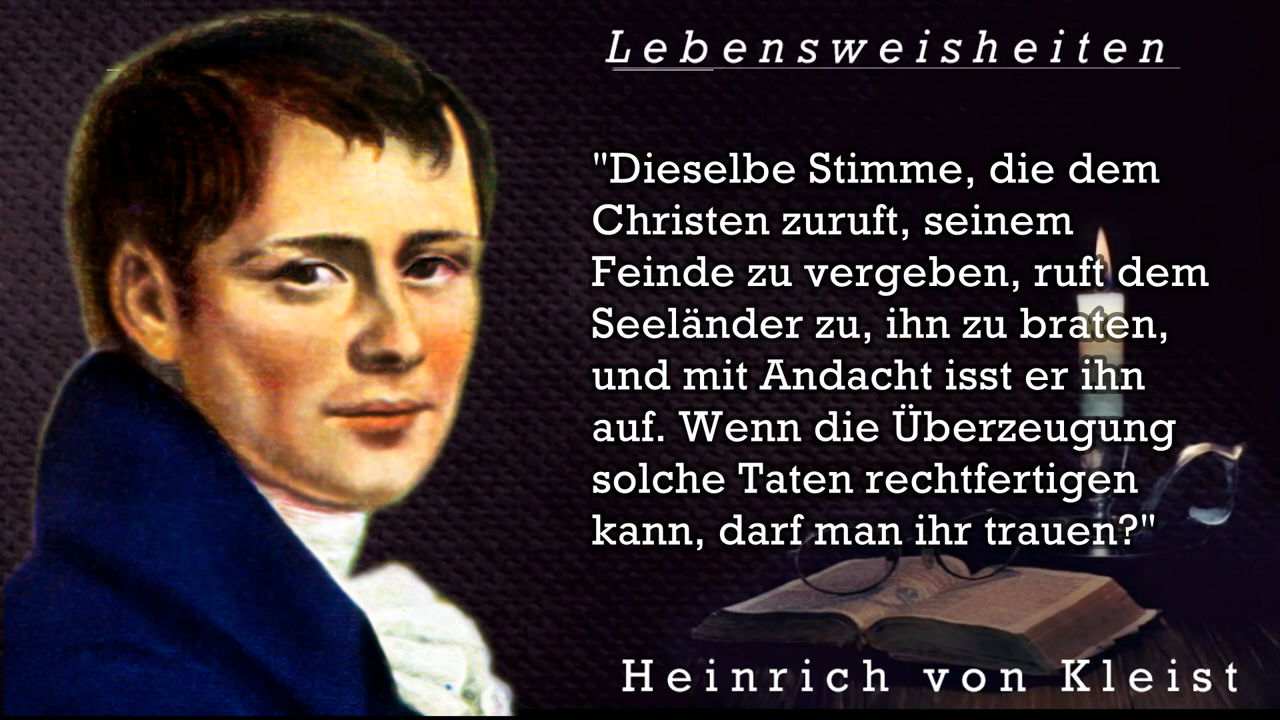 Lebensweisheiten
"Dieselbe Stimme, die dem
Christen zuruft, seinem
Feinde zu vergeben, ruft dem
Seeländer zu, ihn zu braten,
und mit Andacht isst er ihn
auf. Wenn die Überzeugung
solche Taten rechtfertigen
kann, darf man ihr trauen?"
Heinrich von Kleist